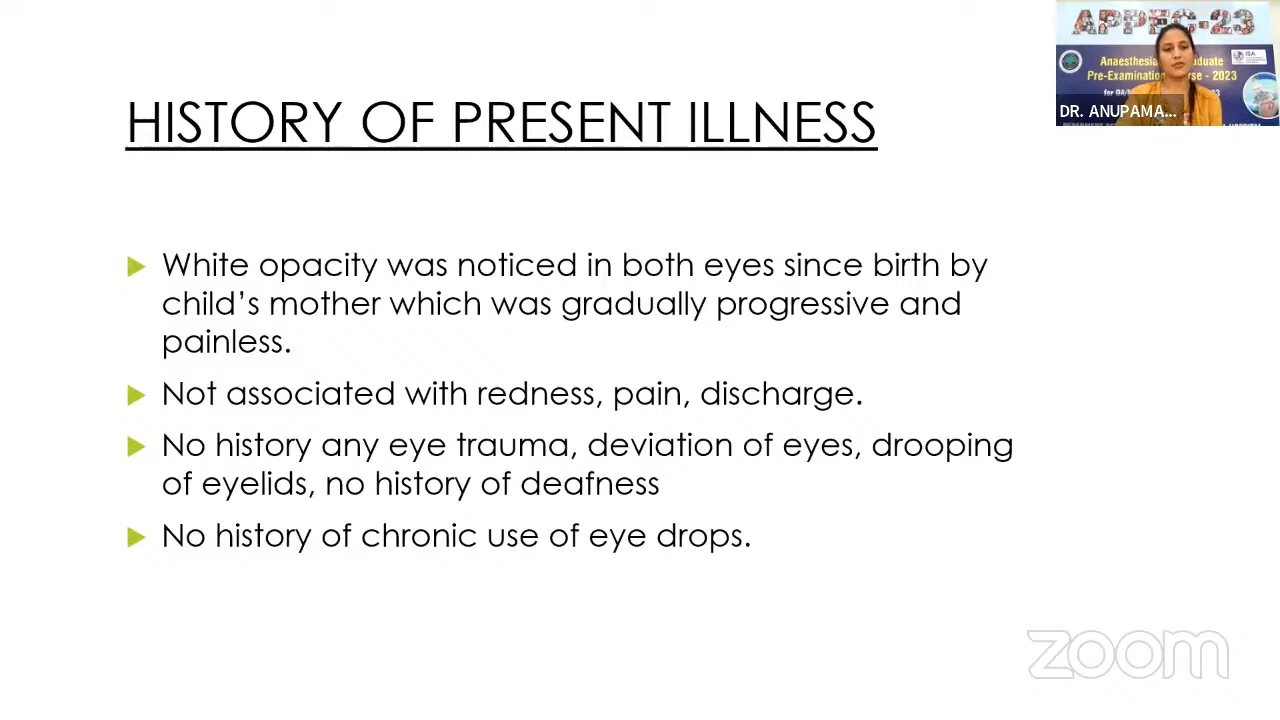 HISTORY OF PRESENT ILLNESS
White opacity was noticed in both eyes since birth by
child's mother which was gradually progressive and
painless.
Not associated with redness, pain, discharge.
No history any eye trauma, deviation of eyes, drooping
of eyelids, no history of deafness
No history of chronic use of eye drops.
APPEC-23
ISA
Anaesthesia
Pre-Examination
- 2023
DR. ANUPAMA...
zoom